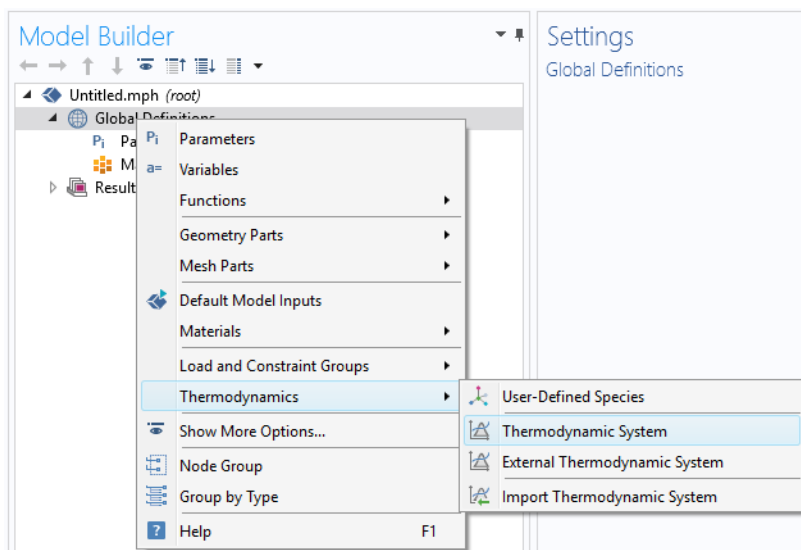 Model Builder
Settings
Global Definitions
Untitled.mph (root)
Global Definitions
Pi Pa
Pi Parameters
a= Variables
Functions
Result
Geometry Parts
Mesh Parts
Default Model Inputs
Materials
Load and Constraint Groups
Thermodynamics
User-Defined Species
Show More Options...
Thermodynamic System
Node Group
External Thermodynamic System
Group by Type
Import Thermodynamic System
? Help F1